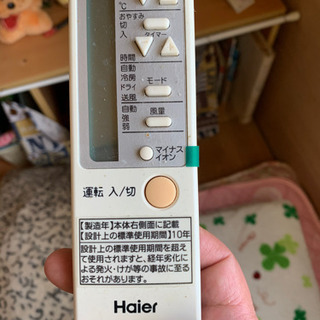 ℃
おやすみ
切
入
タイマー
時間
自動
冷房
ドライ
送風
モード
自動
強
弱
風量
マイナス
イオン
運転 入/切
【製造年】本体右側面に記載
【設計上の標準使用期間】10年
設計上の標準使用期間を超え
て使用されますと、経年劣化に
よる発火・けが等の事故に至る
おそれがあります。
Haier